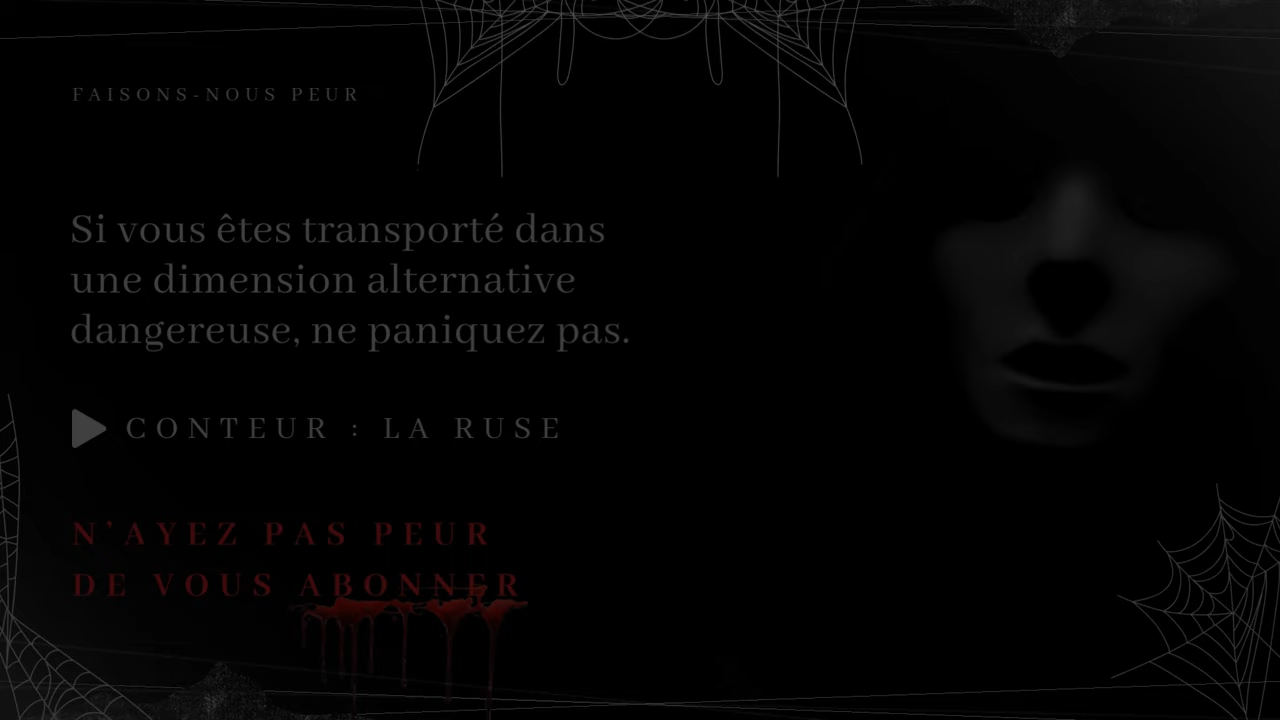 FAISONS-NOUS PEUR
Si vous êtes transporté dans
une dimension alternative
dangereuse, ne paniquez pas.
CONTEUR : LA RUSE
N'AYEZ PAS PEUR
DE VOUS ABONNER